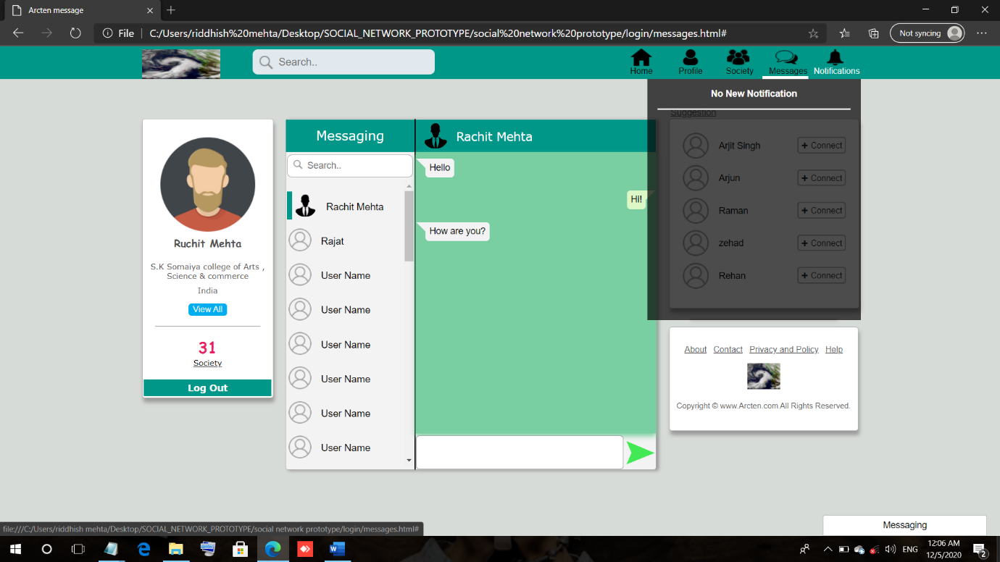 Arcten message
File
C:/Users/riddhish%20mehta/Desktop/SOCIAL_NETWORK_PROTOTYPE/social%20network%20prototype/login/messages.html#
Not syncing
Search..
Home
Profile
Society
Messages
Notifications
No New Notification
Suggestion
Arjit Singh
+ Connect
Arjun
+ Connect
Raman
+ Connect
zehad
+ Connect
Rehan
+ Connect
Ruchit Mehta
S.K Somaiya college of Arts ,
Science & commerce
India
View All
31
Society
Log Out
Messaging
Search..
Rachit Mehta
Rajat
User Name
User Name
User Name
User Name
User Name
User Name
Rachit Mehta
Hello
Hi!
How are you?
About Contact Privacy and Policy Help
Copyright © www.Arcten.com All Rights Reserved.
Messaging
file:///C:/Users/riddhish mehta/Desktop/SOCIAL_NETWORK_PROTOTYPE/social network prototype/login/messages.html#
ENG
12:06 AM
12/5/2020
2